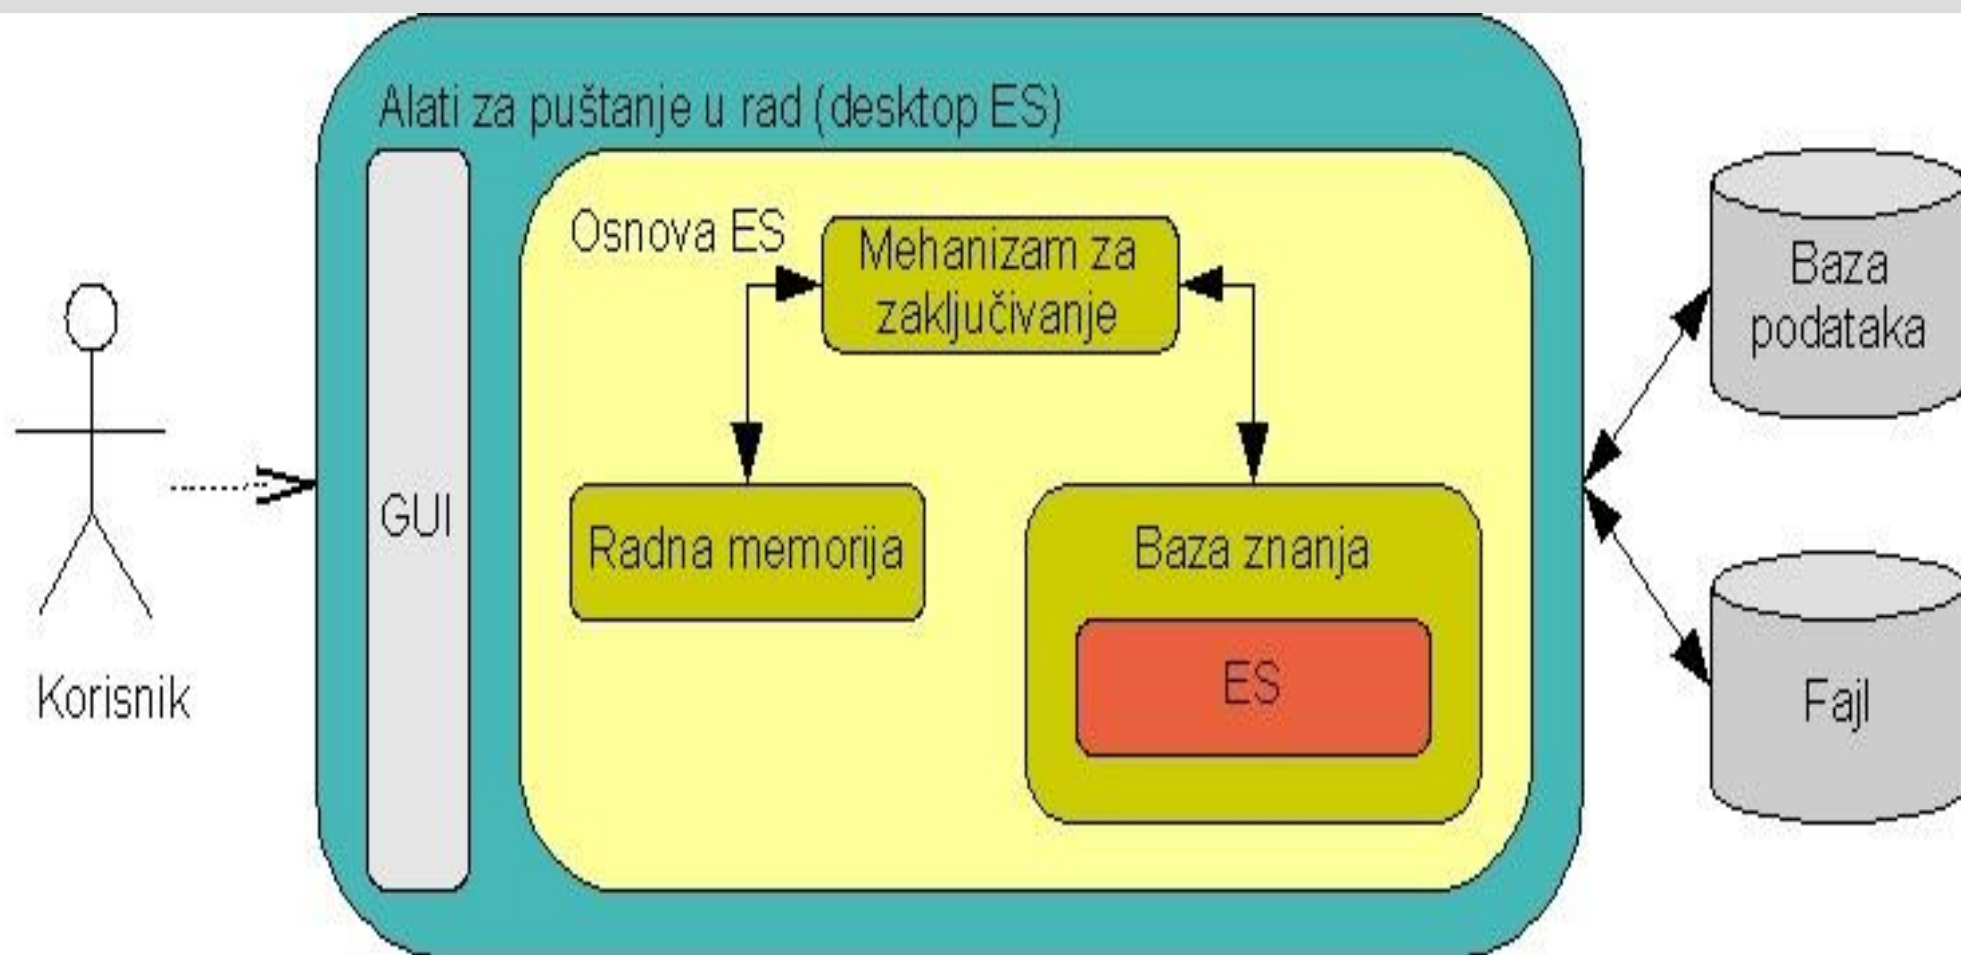 Alati za puštanje u rad (desktop ES)
Osnova ES
Mehanizam za
zaključivanje
GUI
Radna memorija
Baza znanja
ES
Korisnik
Baza
podataka
Fajl